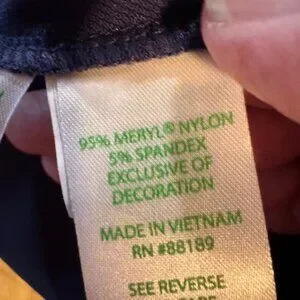 95% MERYL® NYLON
5% SPANDEX
EXCLUSIVE OF
DECORATION
MADE IN VIETNAM
RN #88189
SEE REVERSE